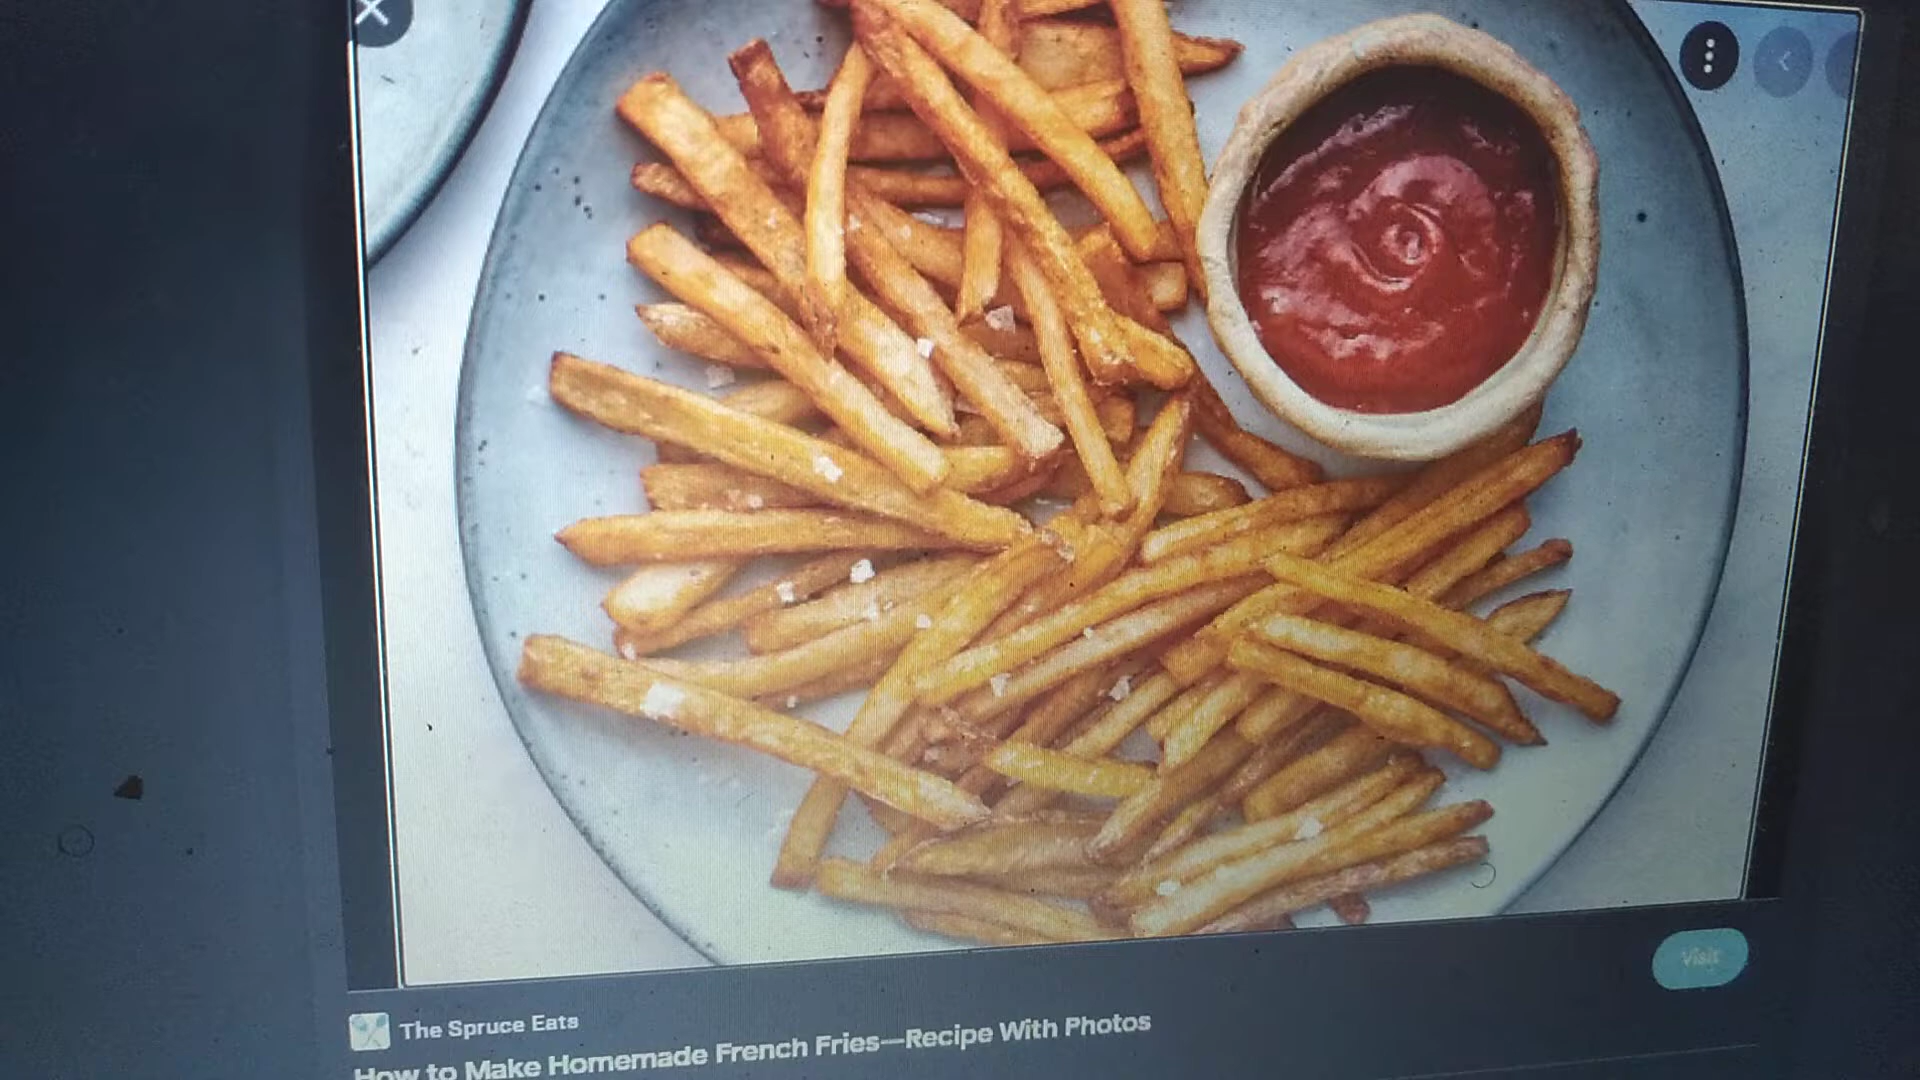 Visit
The Spruce Eats
How to Make Homemade French Fries—Recipe With Photos